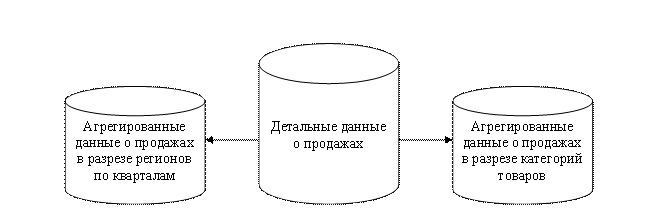 Агрегированные
данные о продажах
в разрезе регионов
по кварталам
Детальные данные
о продажах
Агрегированные
данные о продажах
в разрезе категорий
товаров